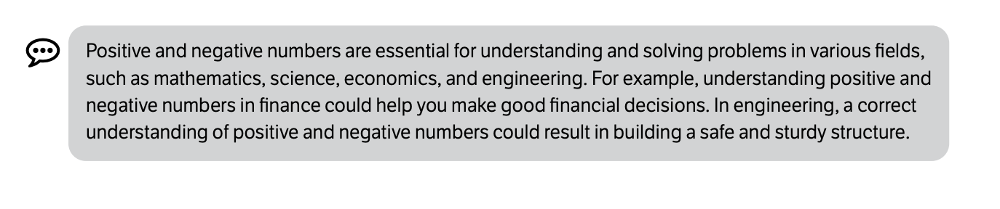 Positive and negative numbers are essential for understanding and solving problems in various fields,
such as mathematics, science, economics, and engineering. For example, understanding positive and
negative numbers in finance could help you make good financial decisions. In engineering, a correct
understanding of positive and negative numbers could result in building a safe and sturdy structure.